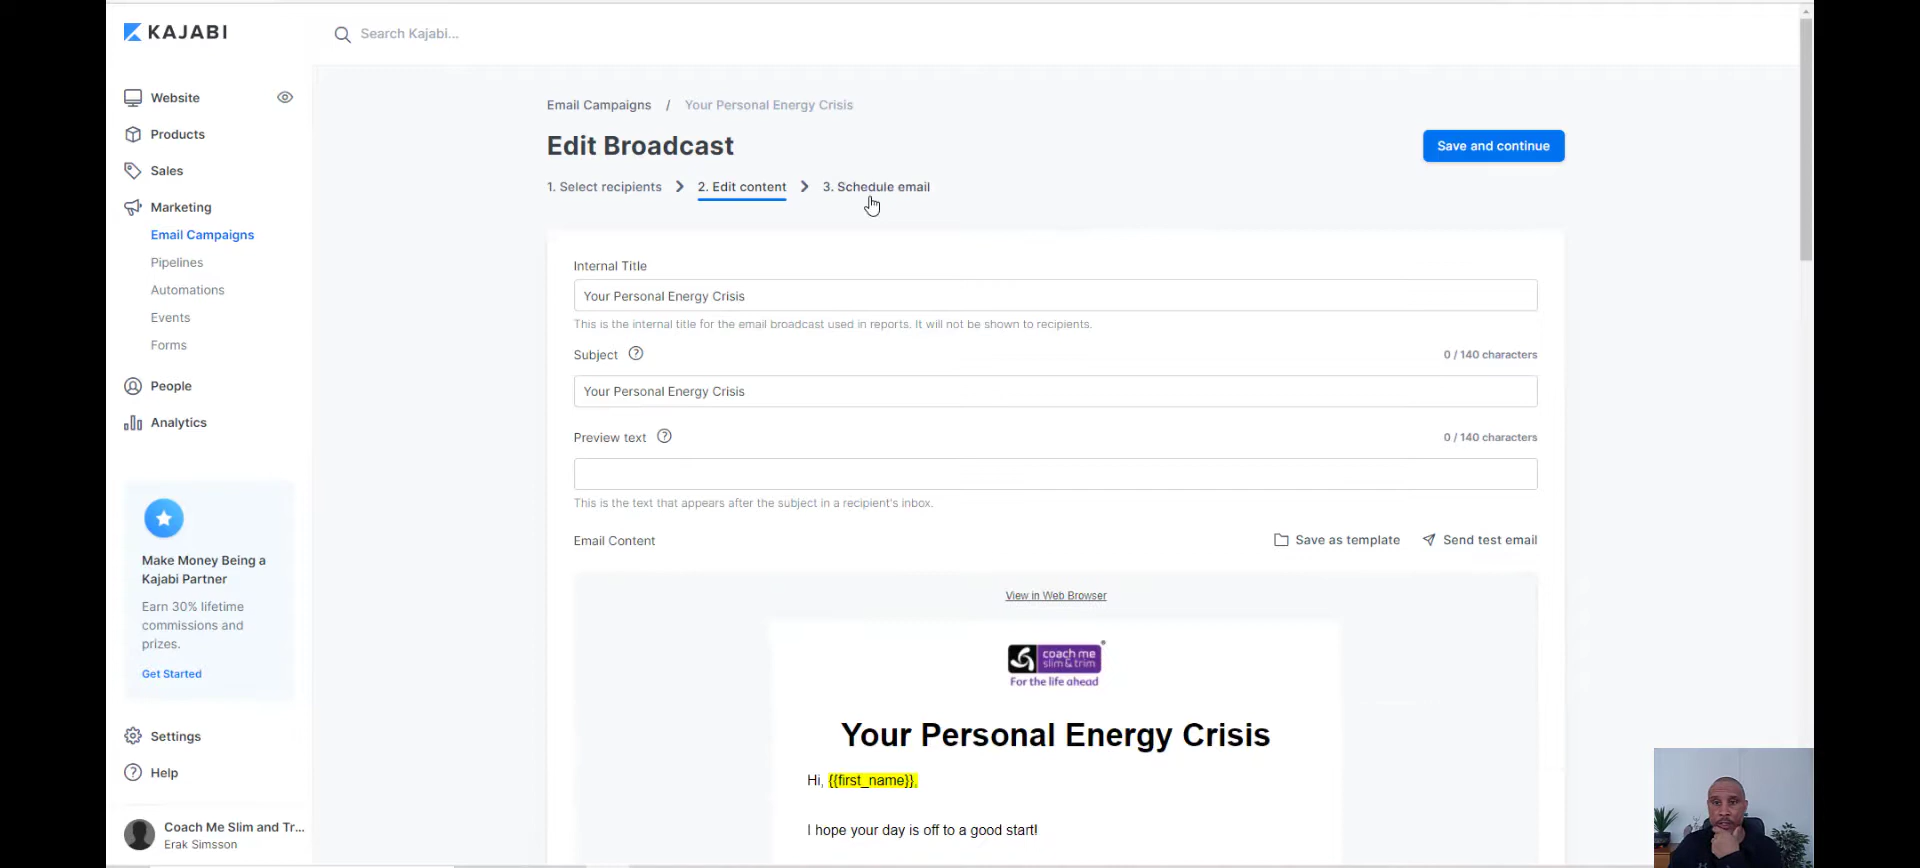 KAJABI
Search Kajabi...
Website
Products
Sales
Marketing
Email Campaigns
Pipelines
Automations
Events
Forms
People
Analytics
Make Money Being a
Kajabi Partner
Earn 30% lifetime
commissions and
prizes.
Get Started
Settings
Help
Coach Me Slim and Tr...
Erak Simsson
Email Campaigns / Your Personal Energy Crisis
Edit Broadcast
Save and continue
1. Select recipients > 2. Edit content > 3. Schedule email
Internal Title
Your Personal Energy Crisis
This is the internal title for the email broadcast used in reports. It will not be shown to recipients.
Subject ? 0 / 140 characters
Your Personal Energy Crisis
Preview text ? 0 / 140 characters
This is the text that appears after the subject in a recipient's inbox.
Email Content Save as template Send test email
View in Web Browser
coach me
slim & trim
For the life ahead
Your Personal Energy Crisis
Hi, {{first_name}},
I hope your day is off to a good start!